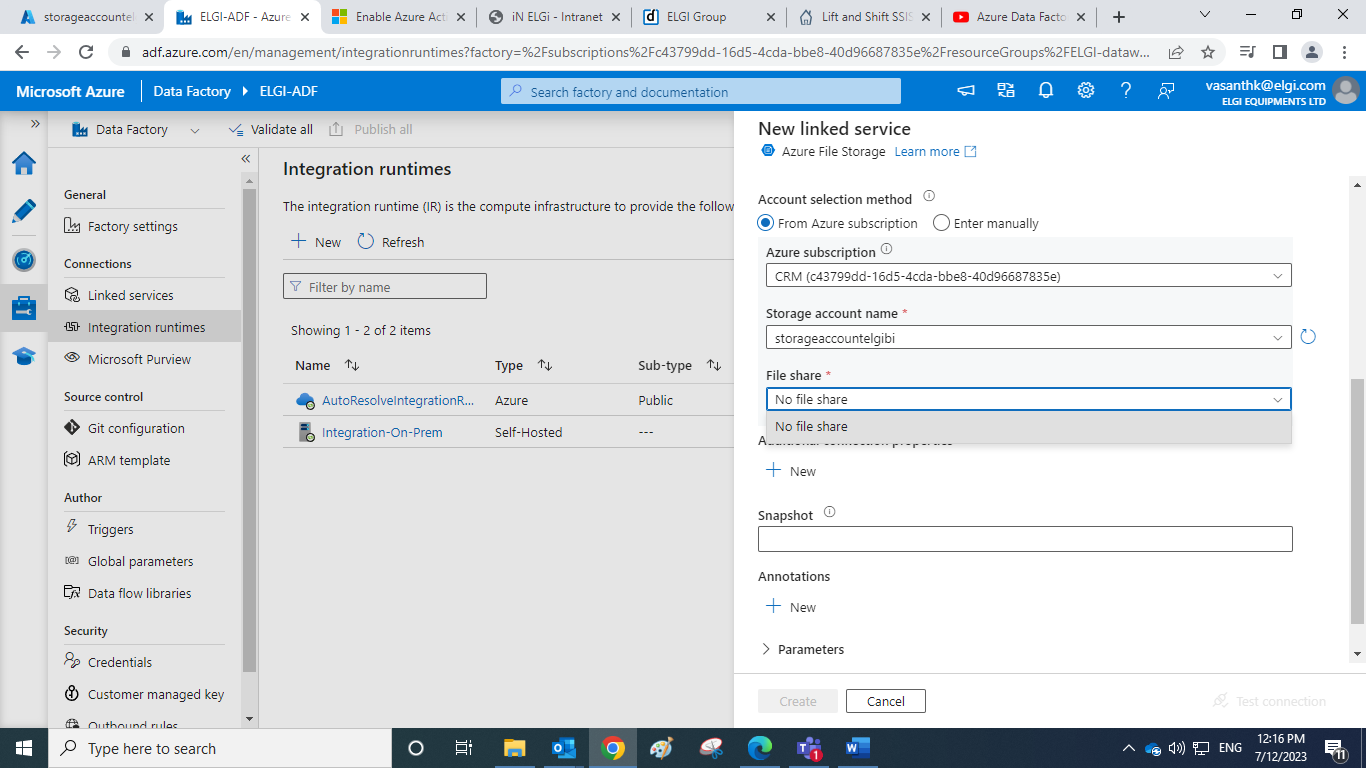 storageaccountel
ELGI-ADF - Azure
Enable Azure Act
iN ELGi - Intranet
ELGI Group
Lift and Shift SSIS
Azure Data Facto
adf.azure.com/en/management/integrationruntimes?factory=%2Fsubscriptions%2Fc43799dd-16d5-4cda-bbe8-40d96687835e%2FresourceGroups%2FELGI-dataw...
Microsoft Azure
Data Factory
ELGI-ADF
Search factory and documentation
vasanthk@elgi.com
ELGI EQUIPMENTS LTD
Data Factory
Validate all
Publish all
General
Factory settings
Connections
Linked services
Integration runtimes
Microsoft Purview
Source control
Git configuration
ARM template
Author
Triggers
Global parameters
Data flow libraries
Security
Credentials
Customer managed key
Outbound rules
Integration runtimes
The integration runtime (IR) is the compute infrastructure to provide the follow
New
Refresh
Filter by name
Showing 1 - 2 of 2 items
Name Type Sub-type
AutoResolveIntegrationR... Azure Public
Integration-On-Prem Self-Hosted ---
New linked service
Azure File Storage Learn more
Account selection method
From Azure subscription Enter manually
Azure subscription
CRM (c43799dd-16d5-4cda-bbe8-40d96687835e)
Storage account name *
storageaccountelgibi
File share *
No file share
No file share
Additional connection properties
New
Snapshot
Annotations
New
Parameters
Create
Cancel
Test connection
Type here to search
1
ENG
12:16 PM
7/12/2023
11